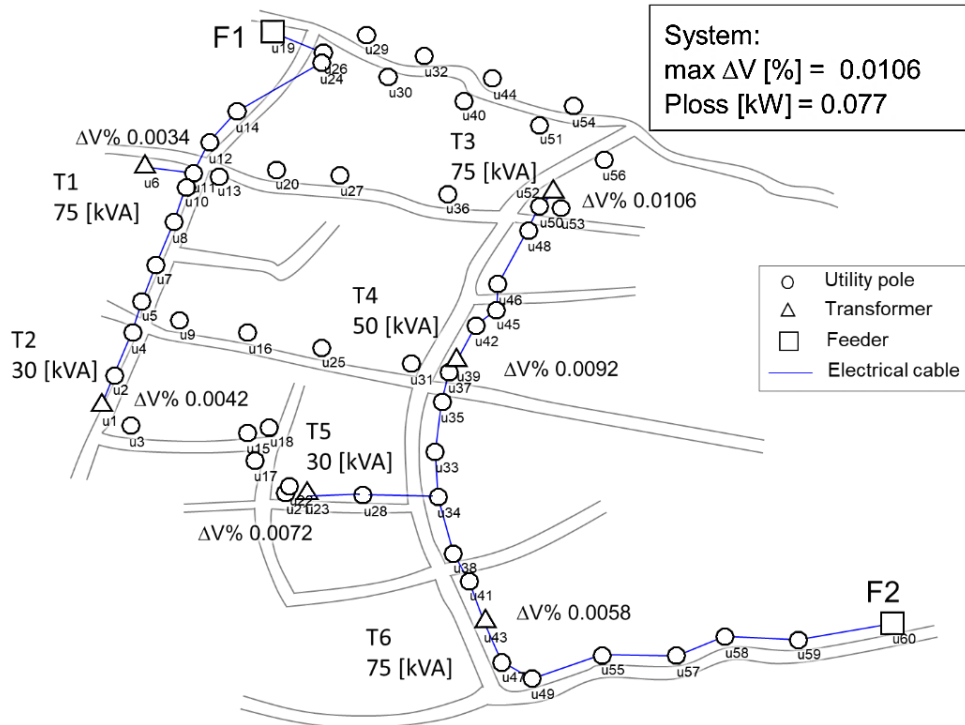 F1
u19
u29
u26
u24
u32
u30
u44
u40
u54
u51
System:
max ΔV [%] = 0.0106
Ploss [kW] = 0.077
u14
ΔV% 0.0034
u12
T3
75 [kVA]
u56
u6
u11
u13
u20
u27
u52
ΔV% 0.0106
T1
75 [kVA]
u10
u36
u50
u53
u8
u48
u7
Utility pole
Transformer
Feeder
Electrical cable
u46
T4
50 [kVA]
u5
u45
u9
u4
u16
u42
T2
30 [kVA]
u25
u31
u39
ΔV% 0.0092
u2
u37
ΔV% 0.0042
u1
u35
u3
u15
u18
T5
30 [kVA]
u33
u17
u23
u28
u34
ΔV% 0.0072
u38
u41
ΔV% 0.0058
F2
u43
T6
75 [kVA]
u60
u58
u59
u47
u55
u57
u49